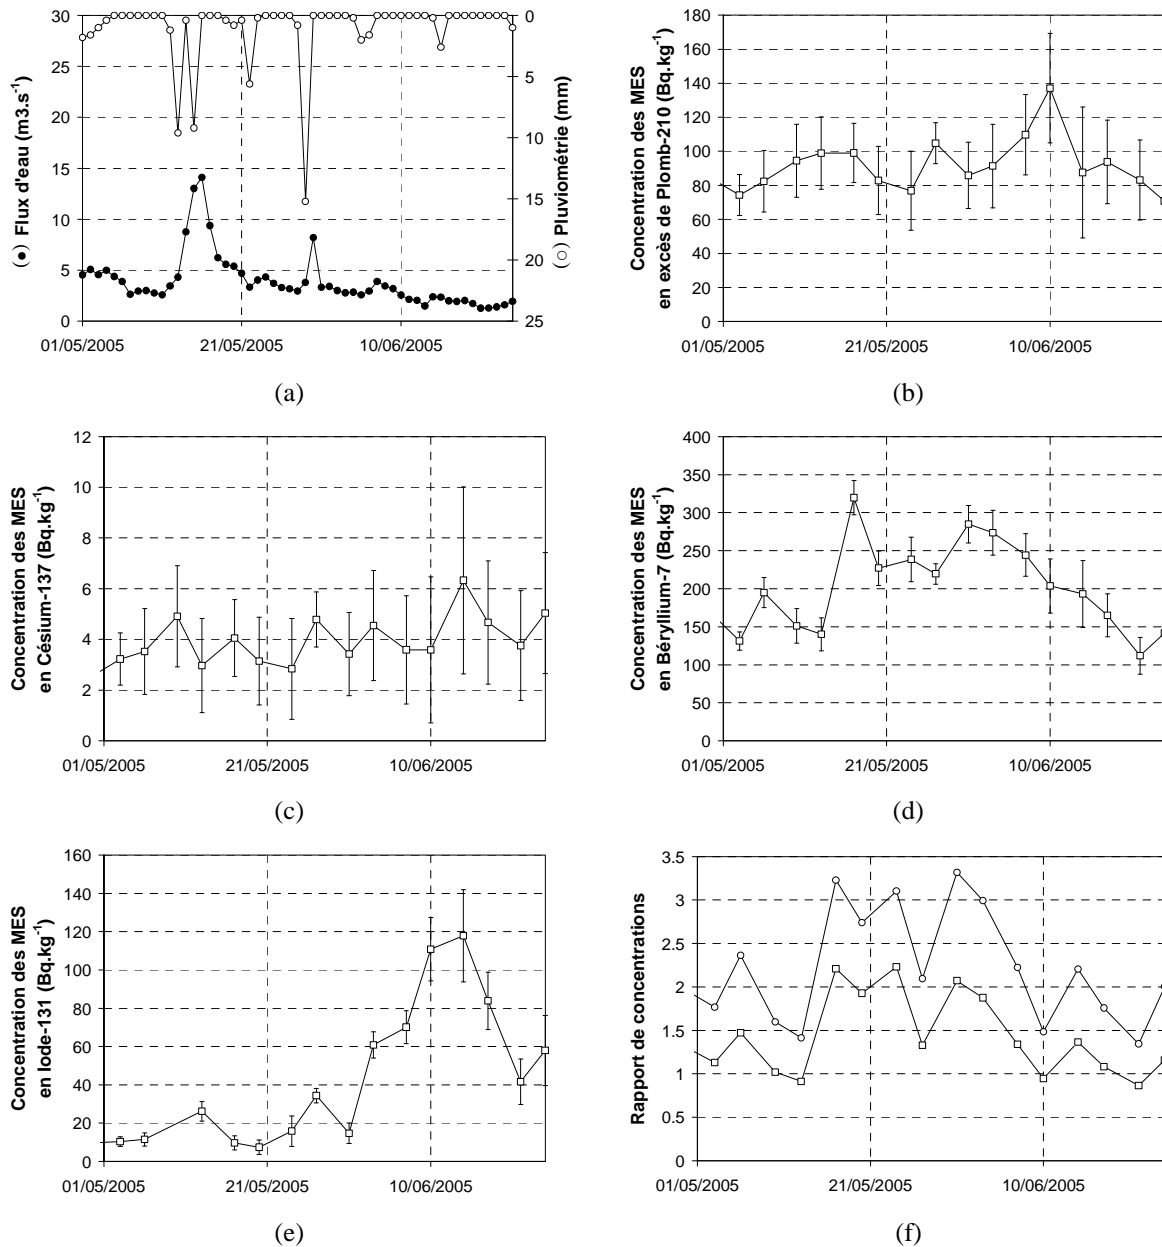 30
25
20
15
10
5
0
(●) Flux d'eau (m3.s-1)
0
5
10
15
20
25
(○) Pluviométrie (mm)
01/05/2005 21/05/2005 10/06/2005
(a)
180
160
140
120
100
80
60
40
20
0
Concentration des MES
en excès de Plomb-210 (Bq.kg-1)
01/05/2005 21/05/2005 10/06/2005
(b)
12
10
8
6
4
2
0
Concentration des MES
en Césium-137 (Bq.kg-1)
01/05/2005 21/05/2005 10/06/2005
(c)
400
350
300
250
200
150
100
50
0
Concentration des MES
en Béryllium-7 (Bq.kg-1)
01/05/2005 21/05/2005 10/06/2005
(d)
160
140
120
100
80
60
40
20
0
Concentration des MES
en Iode-131 (Bq.kg-1)
01/05/2005 21/05/2005 10/06/2005
(e)
3.5
3
2.5
2
1.5
1
0.5
0
Rapport de concentrations
01/05/2005 21/05/2005 10/06/2005
(f)